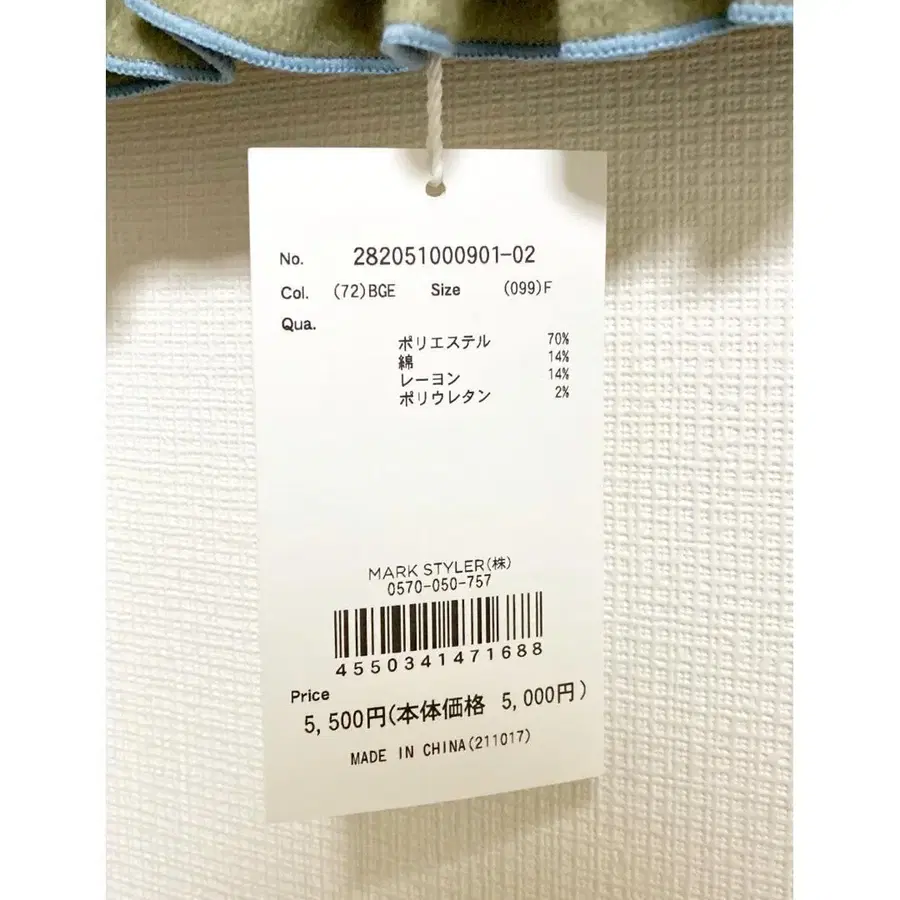 No. 282051000901-02
Col. (72)BGE Size (099)F
Qua.
ポリエステル 70%
綿 14%
レーヨン 14%
ポリウレタン 2%
MARK STYLER(株)
0570-050-757
4550341471688
Price
5,500円(本体価格 5,000円)
MADE IN CHINA(211017)